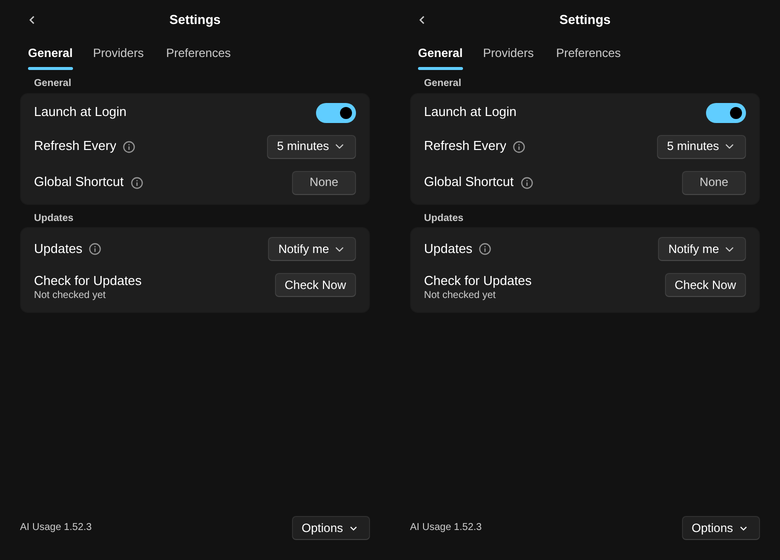 Settings
General Providers Preferences
General
Launch at Login
Refresh Every 5 minutes
Global Shortcut None
Updates
Updates Notify me
Check for Updates Check Now
Not checked yet
AI Usage 1.52.3 Options
Settings
General Providers Preferences
General
Launch at Login
Refresh Every 5 minutes
Global Shortcut None
Updates
Updates Notify me
Check for Updates Check Now
Not checked yet
AI Usage 1.52.3 Options